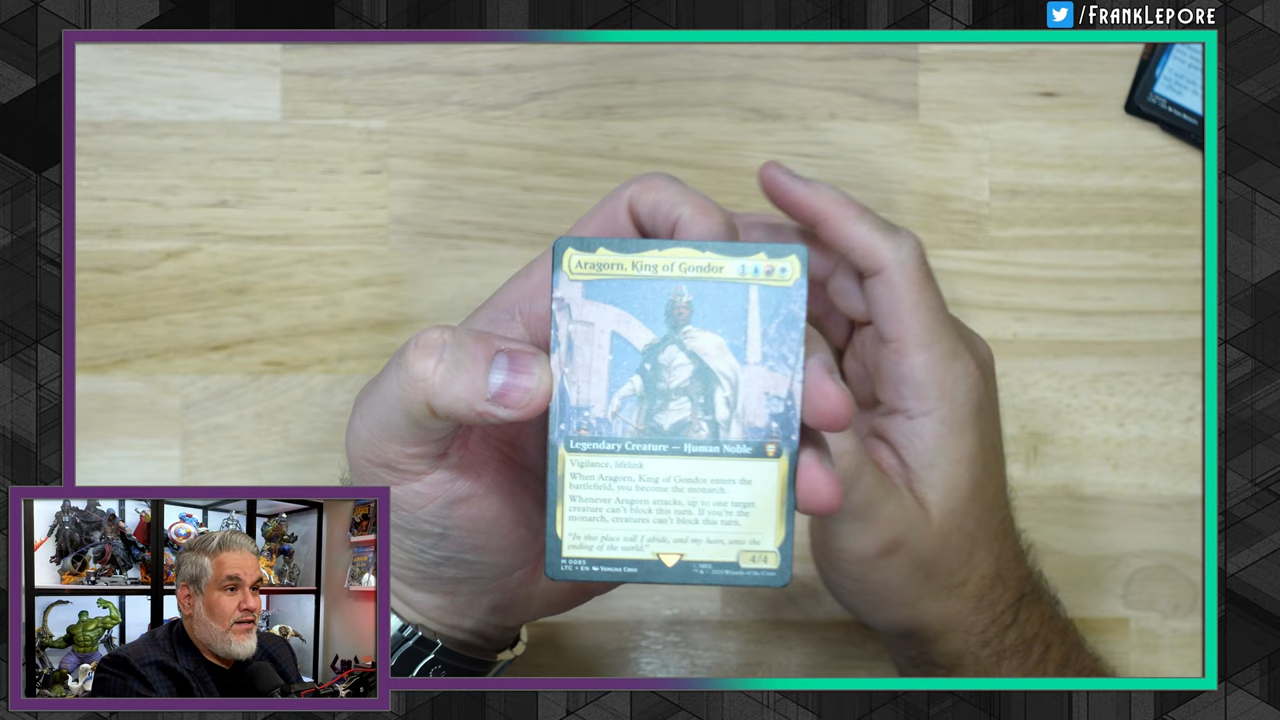 /FrankLepore
Aragorn, King of Gondor 1
Legendary Creature — Human Noble
Vigilance, lifelink
When Aragorn, King of Gondor enters the
battlefield, you become the monarch.
Whenever Aragorn attacks, up to one target
creature can't block this turn. If you're the
monarch, creatures can't block this turn.
"In this place will I abide, and my heirs, unto the
ending of the world."
4/4
M 0085
LTC • EN